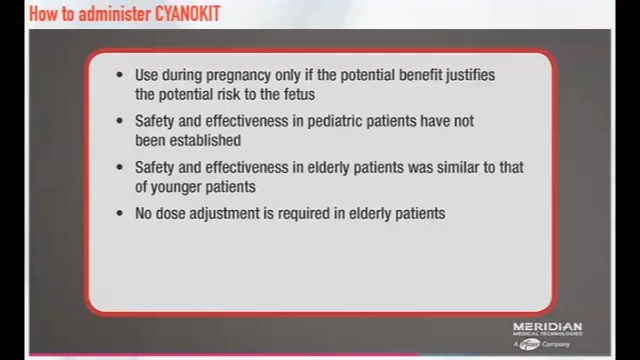 How to administer CYANOKIT
• Use during pregnancy only if the potential benefit justifies
the potential risk to the fetus
• Safety and effectiveness in pediatric patients have not
been established
• Safety and effectiveness in elderly patients was similar to that
of younger patients
• No dose adjustment is required in elderly patients
MERIDIAN
MEDICAL TECHNOLOGIES
A Pfizer Company